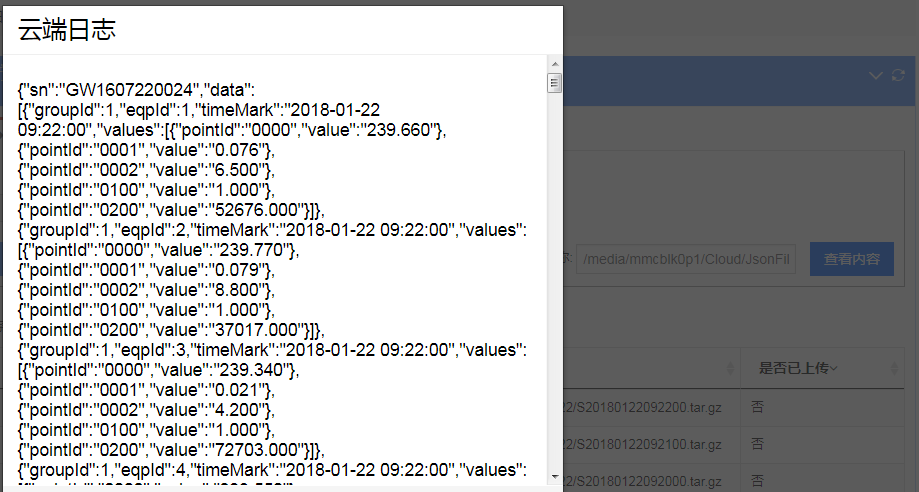 云端日志
{"sn":"GW1607220024","data":
[{"groupId":1,"eqpId":1,"timeMark":"2018-01-22
09:22:00","values":[{"pointId":"0000","value":"239.660"},
{"pointId":"0001","value":"0.076"},
{"pointId":"0002","value":"6.500"},
{"pointId":"0100","value":"1.000"},
{"pointId":"0200","value":"52676.000"}]},
{"groupId":1,"eqpId":2,"timeMark":"2018-01-22 09:22:00","values":
[{"pointId":"0000","value":"239.770"},
{"pointId":"0001","value":"0.079"},
{"pointId":"0002","value":"8.800"},
{"pointId":"0100","value":"1.000"},
{"pointId":"0200","value":"37017.000"}]},
{"groupId":1,"eqpId":3,"timeMark":"2018-01-22 09:22:00","values":
[{"pointId":"0000","value":"239.340"},
{"pointId":"0001","value":"0.021"},
{"pointId":"0002","value":"4.200"},
{"pointId":"0100","value":"1.000"},
{"pointId":"0200","value":"72703.000"}]},
{"groupId":1,"eqpId":4,"timeMark":"2018-01-22 09:22:00","values":
/media/mmcblk0p1/Cloud/JsonFil
查看内容
是否已上传
22/S20180122092200.tar.gz 否
22/S20180122092100.tar.gz 否
22/S20180122092000.tar.gz 否